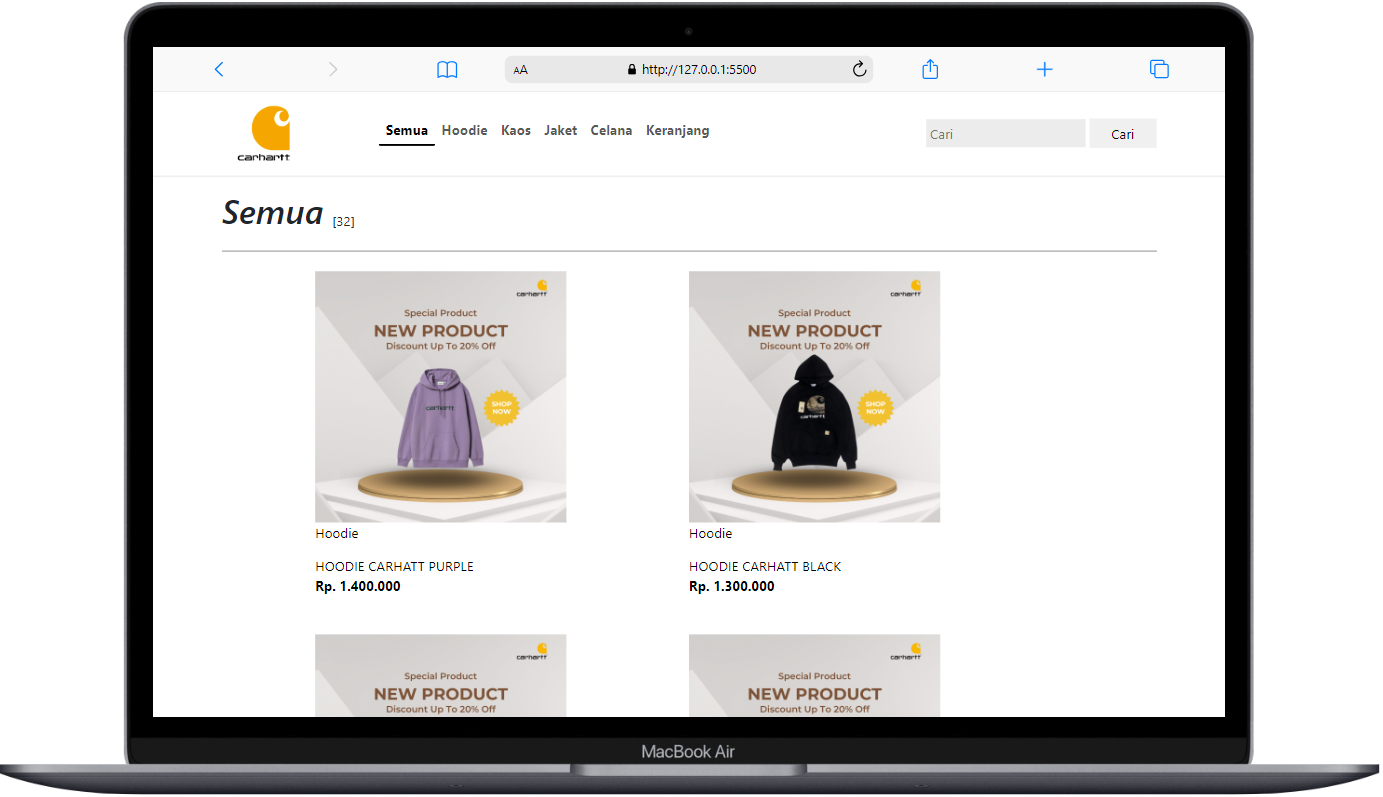 AA http://127.0.0.1:5500
carhartt
Semua Hoodie Kaos Jaket Celana Keranjang Cari Cari
Semua [32]
carhartt carhartt
Special Product Special Product
NEW PRODUCT NEW PRODUCT
Discount Up To 20% Off Discount Up To 20% Off
carhartt carhartt
SHOP SHOP
NOW NOW
Hoodie Hoodie
HOODIE CARHATT PURPLE HOODIE CARHATT BLACK
Rp. 1.400.000 Rp. 1.300.000
carhartt carhartt
Special Product Special Product
NEW PRODUCT NEW PRODUCT
Discount Up To 20% Off Discount Up To 20% Off
MacBook Air